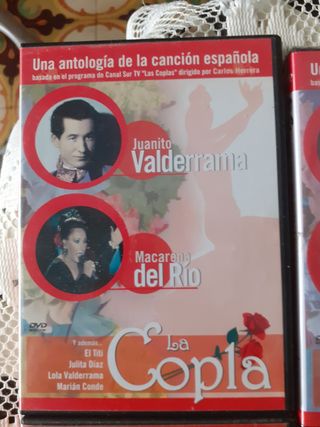 Una antología de la canción española
basada en el programa de Canal Sur TV "Las Coplas" dirigido por Carlos Herrera
Juanito
Valderrama
Macarena
del Río
DVD
Y además...
El Titi
Julita Díaz
Lola Valderrama
Marián Conde
La
Copla